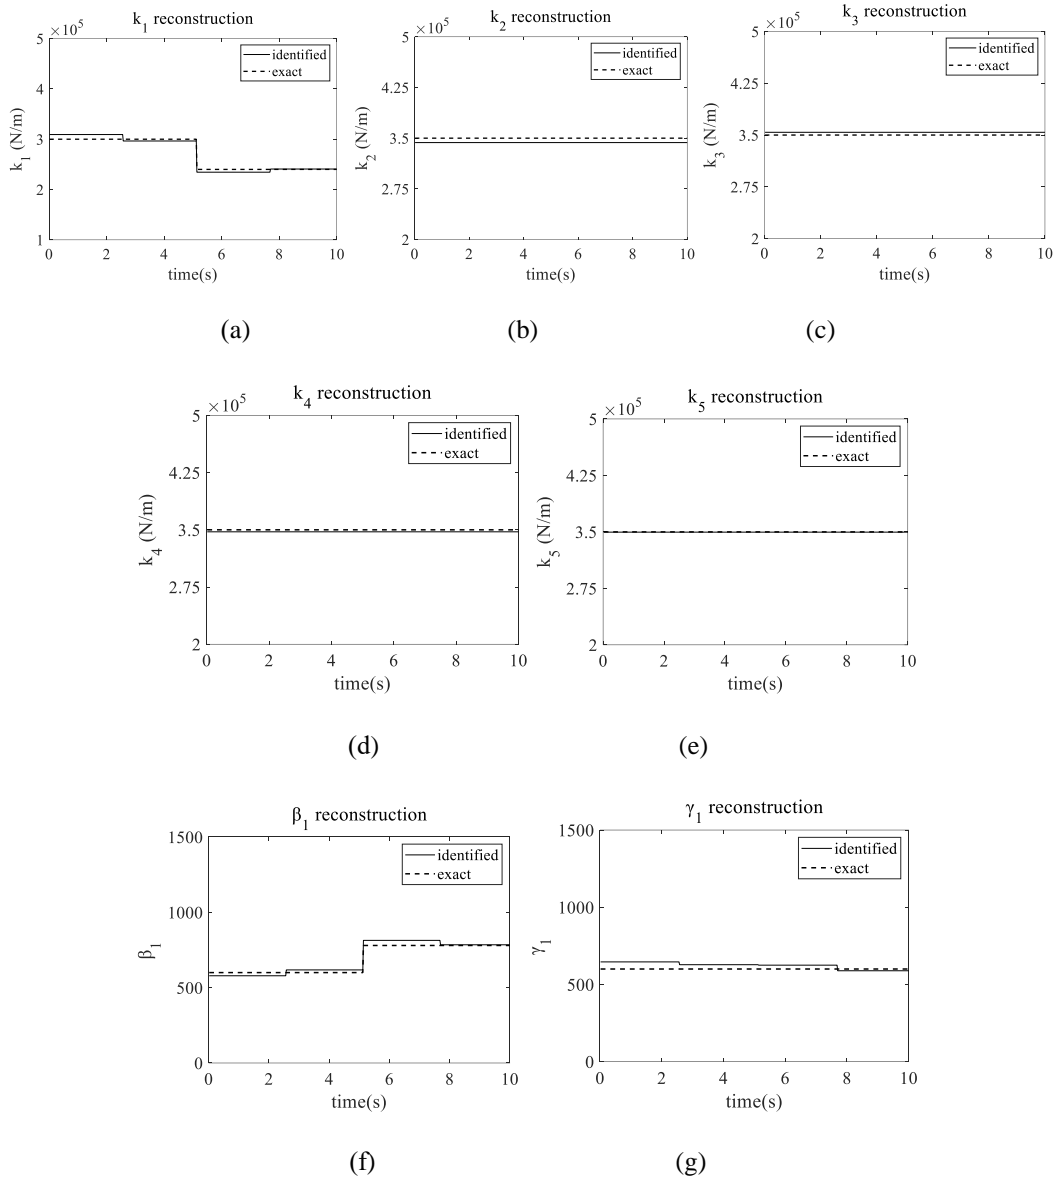 k1 reconstruction
×10^5
5
4
3
2
1
k1 (N/m)
0 2 4 6 8 10
time(s)
identified
exact
(a)
k2 reconstruction
×10^5
5
4.25
3.5
2.75
2
k2 (N/m)
0 2 4 6 8 10
time(s)
identified
exact
(b)
k3 reconstruction
×10^5
5
4.25
3.5
2.75
2
k3 (N/m)
0 2 4 6 8 10
time(s)
identified
exact
(c)
k4 reconstruction
×10^5
5
4.25
3.5
2.75
2
k4 (N/m)
0 2 4 6 8 10
time(s)
identified
exact
(d)
k5 reconstruction
×10^5
5
4.25
3.5
2.75
2
k5 (N/m)
0 2 4 6 8 10
time(s)
identified
exact
(e)
β1 reconstruction
1500
1000
500
0
β1
0 2 4 6 8 10
time(s)
identified
exact
(f)
γ1 reconstruction
1500
1000
500
0
γ1
0 2 4 6 8 10
time(s)
identified
exact
(g)